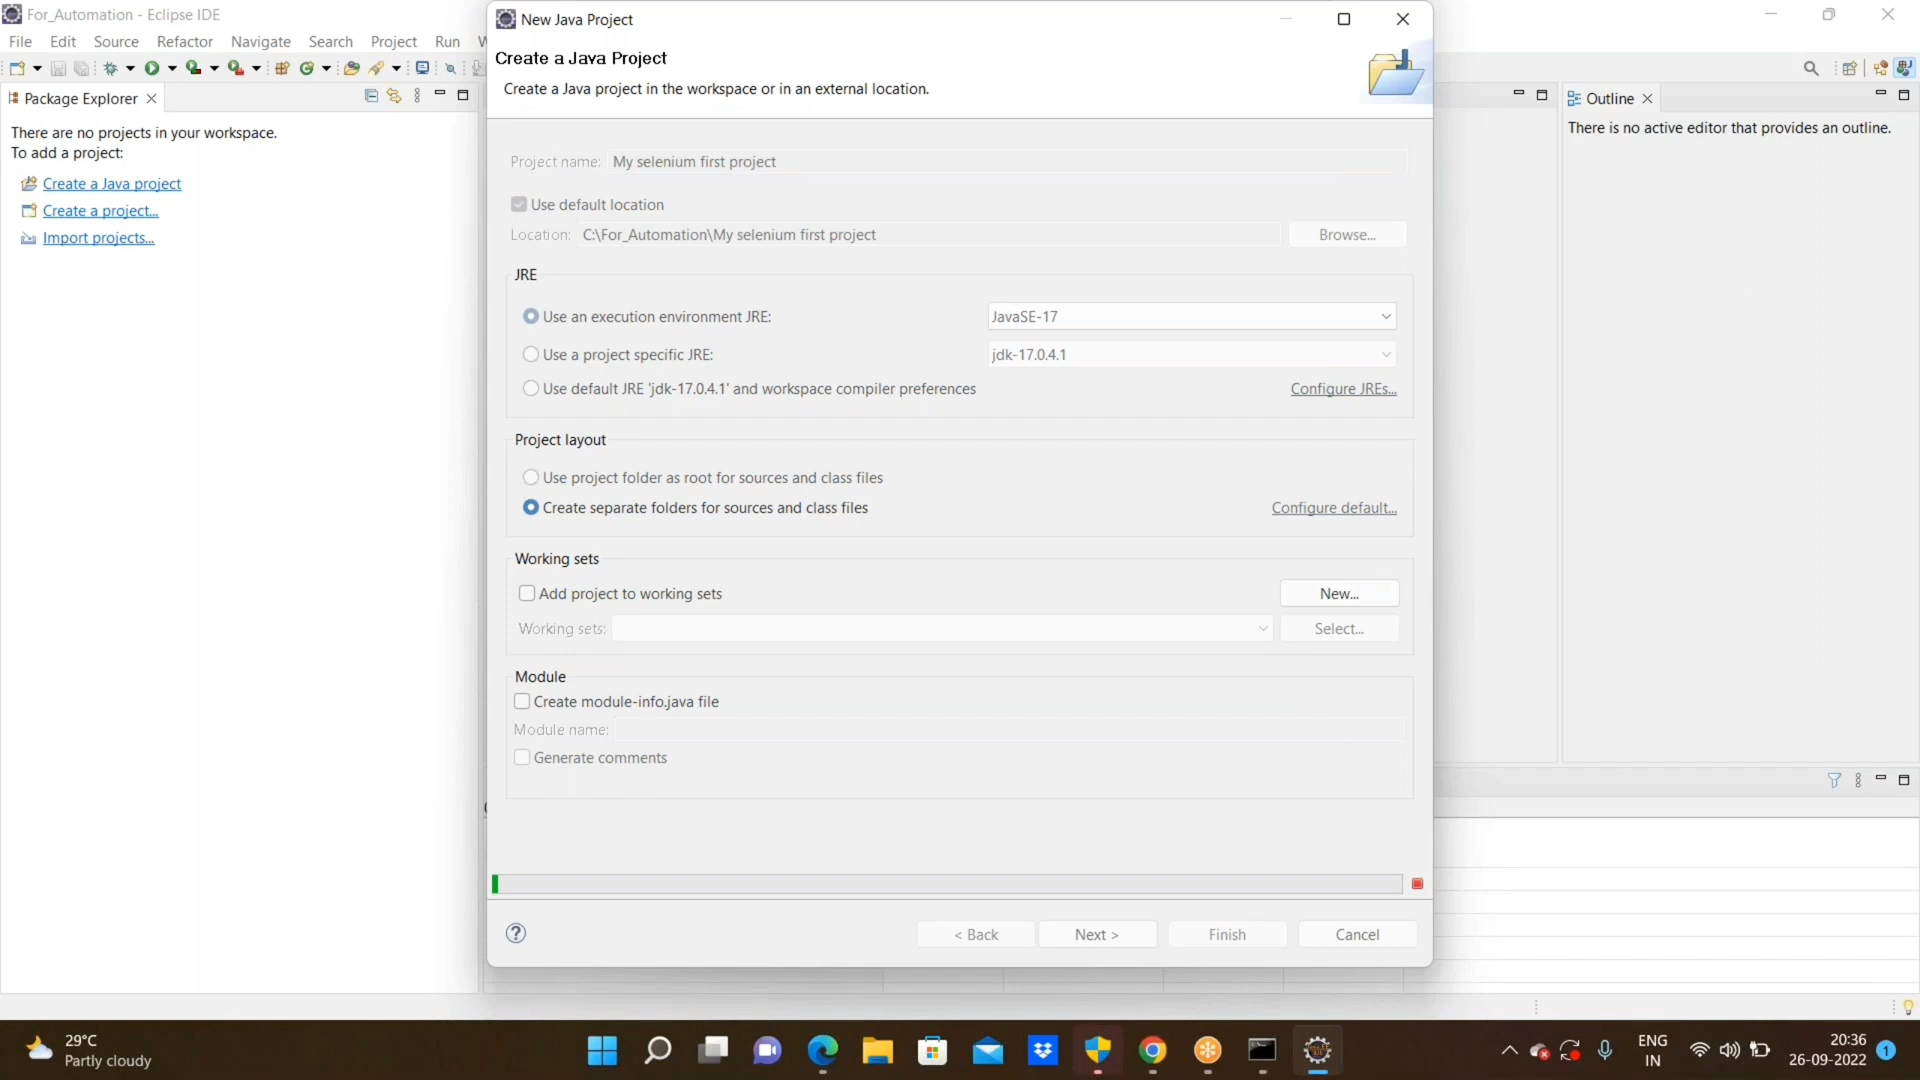 For_Automation - Eclipse IDE
File Edit Source Refactor Navigate Search Project Run
Package Explorer
There are no projects in your workspace.
To add a project:
Create a Java project
Create a project...
Import projects...
New Java Project
Create a Java Project
Create a Java project in the workspace or in an external location.
Project name: My selenium first project
Use default location
Location: C:\For_Automation\My selenium first project Browse...
JRE
Use an execution environment JRE: JavaSE-17
Use a project specific JRE: jdk-17.0.4.1
Use default JRE 'jdk-17.0.4.1' and workspace compiler preferences Configure JREs...
Project layout
Use project folder as root for sources and class files
Create separate folders for sources and class files Configure default...
Working sets
Add project to working sets New...
Working sets: Select...
Module
Create module-info.java file
Module name:
Generate comments
< Back Next > Finish Cancel
Outline
There is no active editor that provides an outline.
29°C
Partly cloudy
ENG
IN
20:36
26-09-2022
1